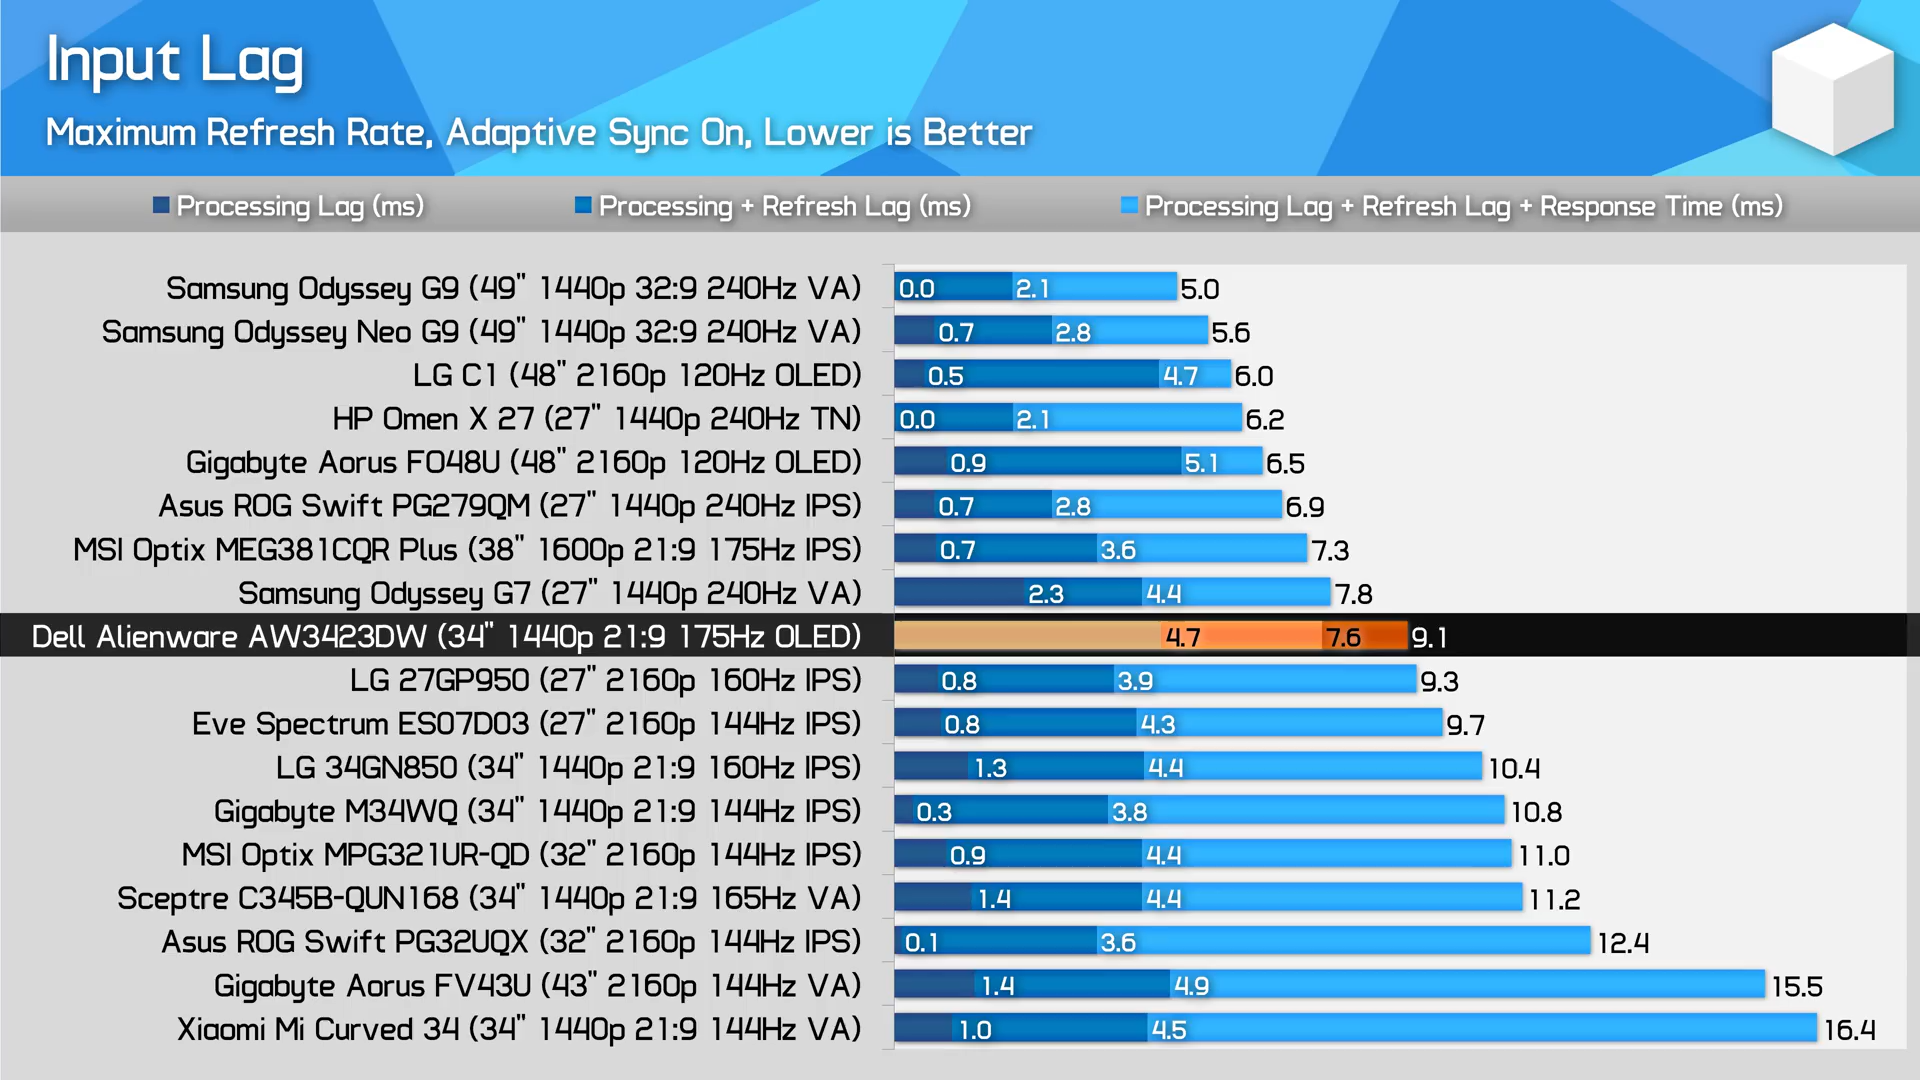 Input Lag
Maximum Refresh Rate, Adaptive Sync On, Lower is Better
Processing Lag (ms) Processing + Refresh Lag (ms) Processing Lag + Refresh Lag + Response Time (ms)
Samsung Odyssey G9 (49" 1440p 32:9 240Hz VA) 0.0 2.1 5.0
Samsung Odyssey Neo G9 (49" 1440p 32:9 240Hz VA) 0.7 2.8 5.6
LG C1 (48" 2160p 120Hz OLED) 0.5 4.7 6.0
HP Omen X 27 (27" 1440p 240Hz TN) 0.0 2.1 6.2
Gigabyte Aorus FO48U (48" 2160p 120Hz OLED) 0.9 5.1 6.5
Asus ROG Swift PG279QM (27" 1440p 240Hz IPS) 0.7 2.8 6.9
MSI Optix MEG381CQR Plus (38" 1600p 21:9 175Hz IPS) 0.7 3.6 7.3
Samsung Odyssey G7 (27" 1440p 240Hz VA) 2.3 4.4 7.8
Dell Alienware AW3423DW (34" 1440p 21:9 175Hz OLED) 4.7 7.6 9.1
LG 27GP950 (27" 2160p 160Hz IPS) 0.8 3.9 9.3
Eve Spectrum ES07D03 (27" 2160p 144Hz IPS) 0.8 4.3 9.7
LG 34GN850 (34" 1440p 21:9 160Hz IPS) 1.3 4.4 10.4
Gigabyte M34WQ (34" 1440p 21:9 144Hz IPS) 0.3 3.8 10.8
MSI Optix MPG321UR-QD (32" 2160p 144Hz IPS) 0.9 4.4 11.0
Sceptre C345B-QUN168 (34" 1440p 21:9 165Hz VA) 1.4 4.4 11.2
Asus ROG Swift PG32UQX (32" 2160p 144Hz IPS) 0.1 3.6 12.4
Gigabyte Aorus FV43U (43" 2160p 144Hz VA) 1.4 4.9 15.5
Xiaomi Mi Curved 34 (34" 1440p 21:9 144Hz VA) 1.0 4.5 16.4